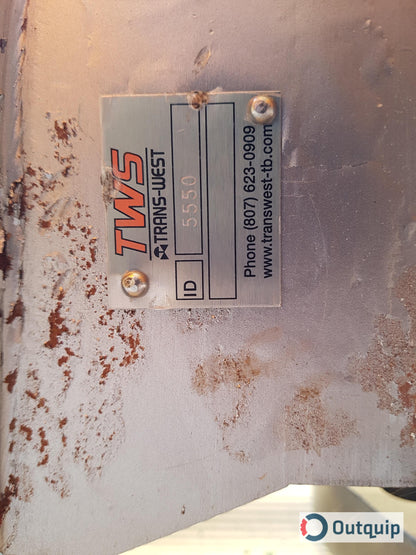 TWS
TRANS-WEST
ID 5550
Phone (807) 623-0909
www.transwest-tb.com
Outquip